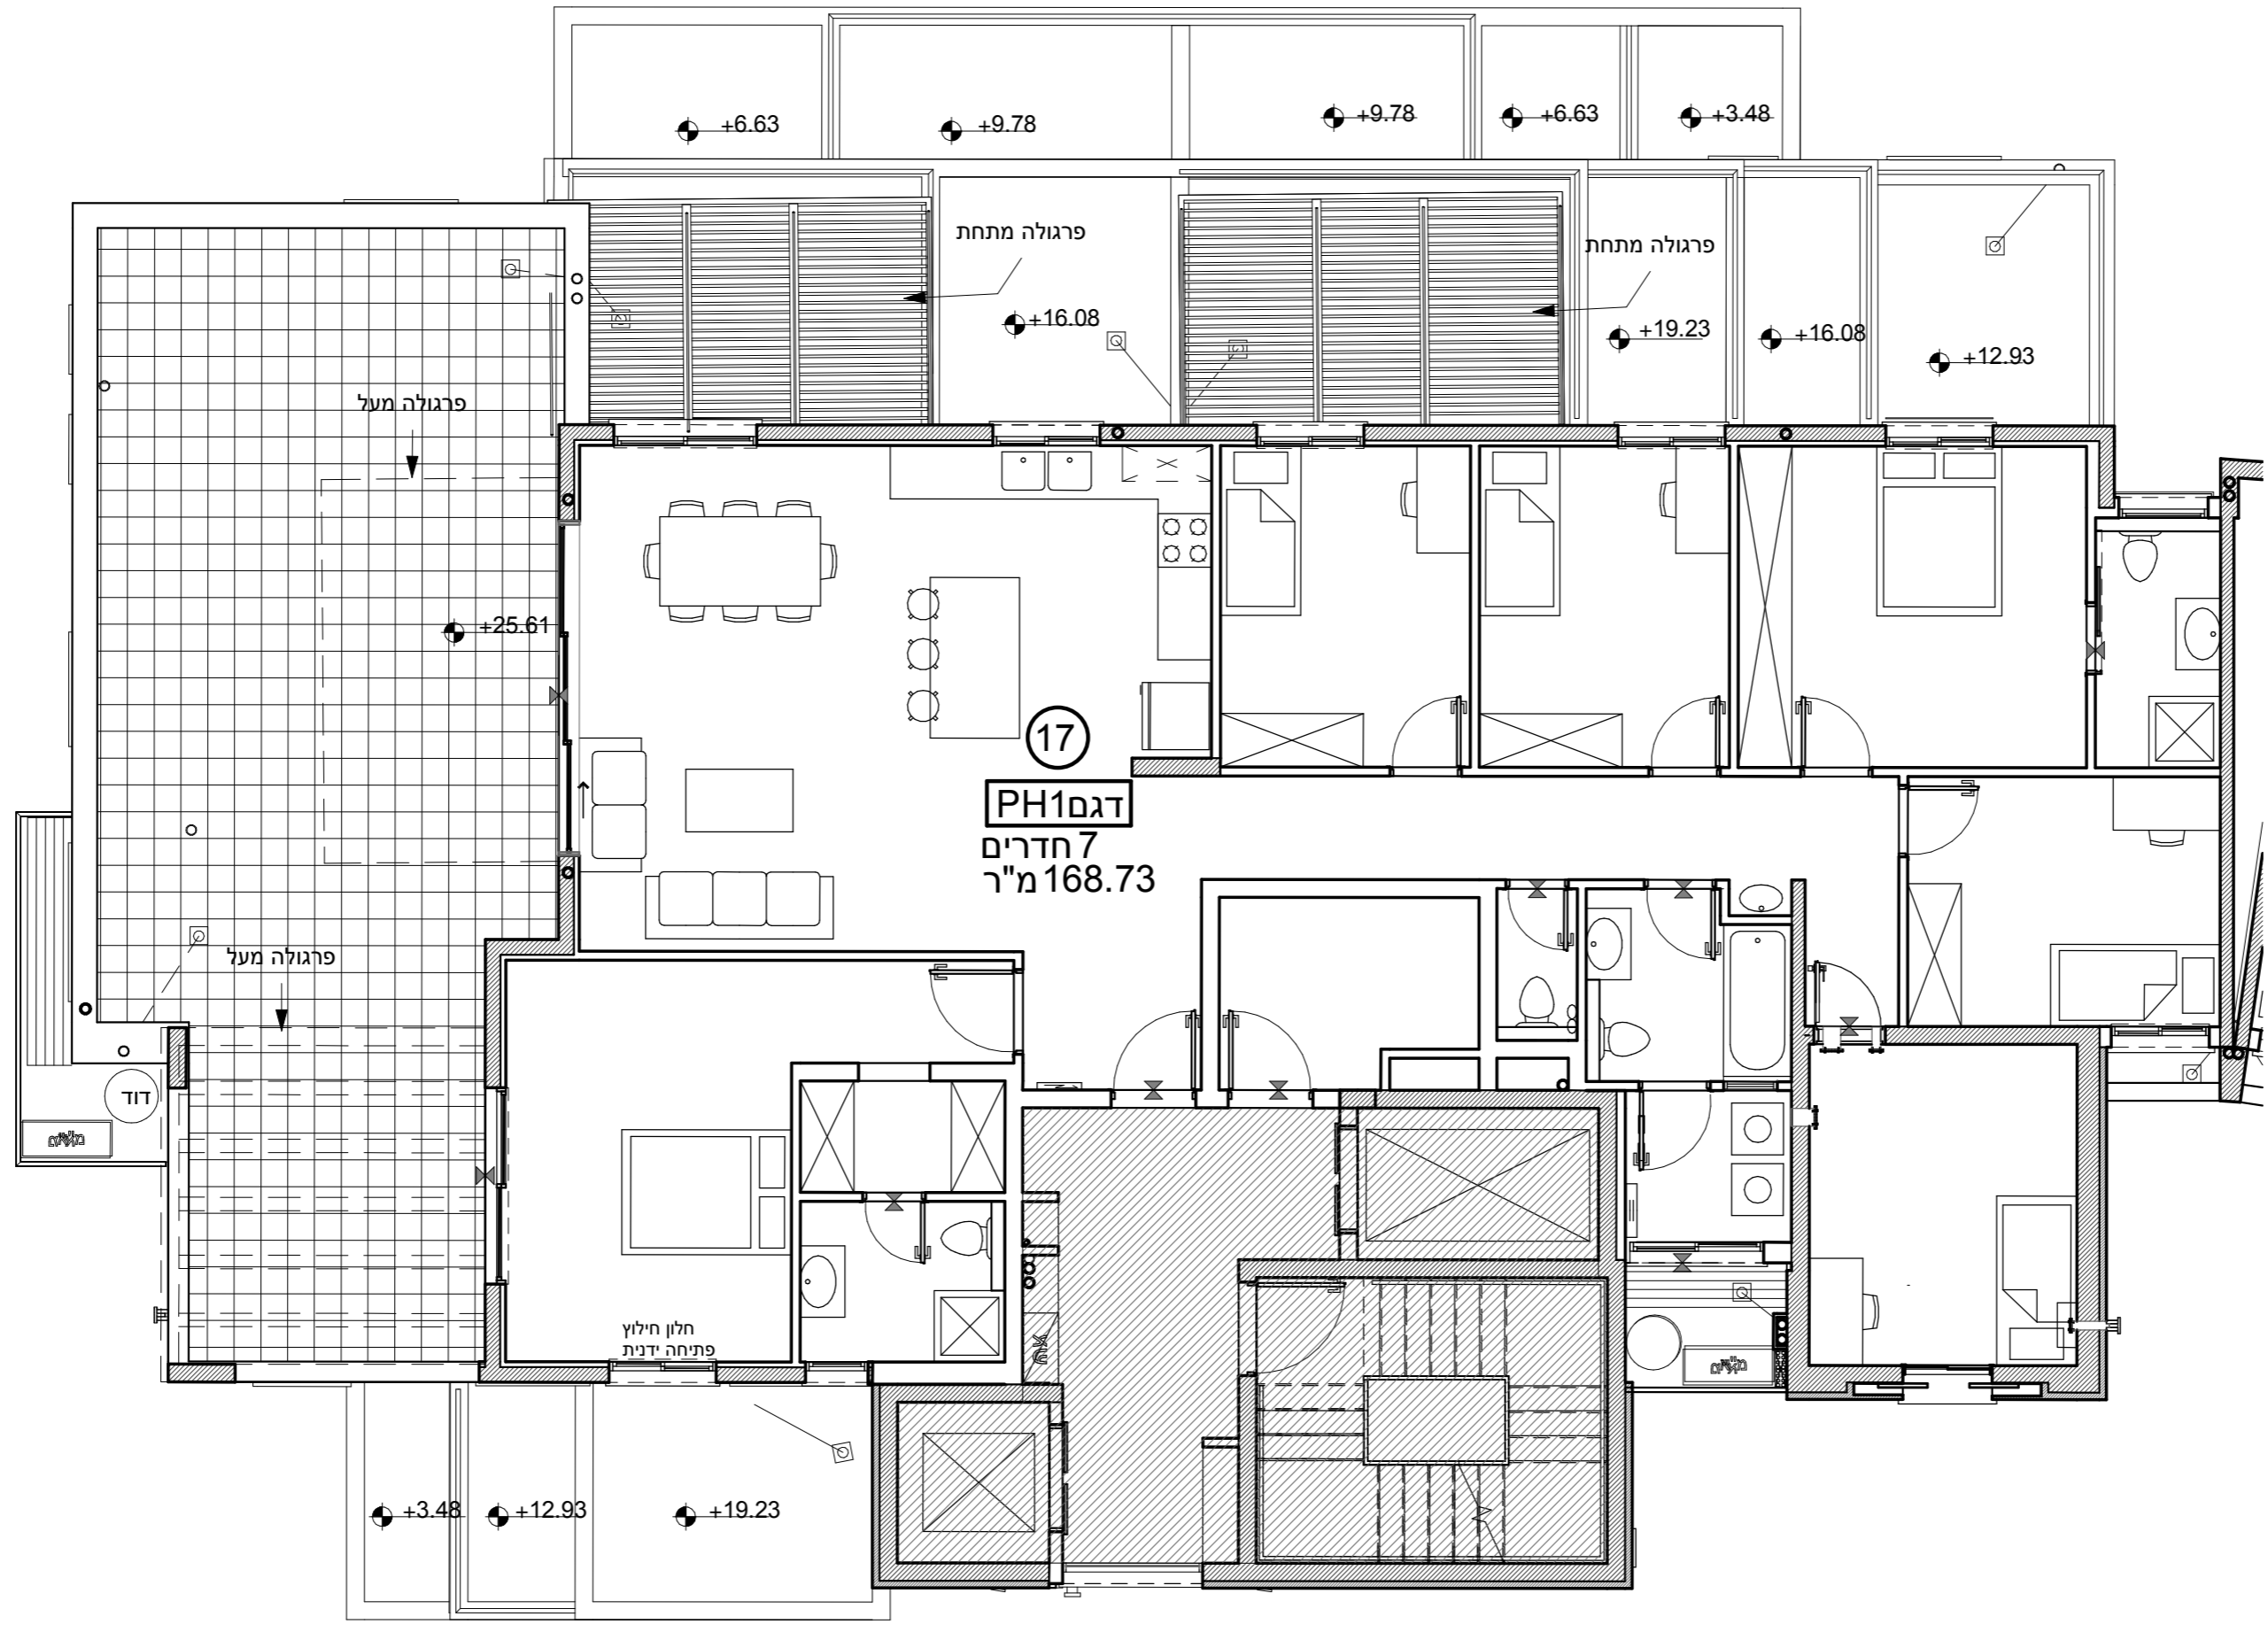 +6.63
+9.78
+9.78
+6.63
+3.48
פרגולה מתחת
פרגולה מתחת
+16.08
+19.23
+16.08
+12.93
פרגולה מעל
+25.61
17
דגם PH1
7 חדרים
168.73 מ"ר
פרגולה מעל
דוד
חלון חילוץ
פתיחה ידנית
+3.48
+12.93
+19.23